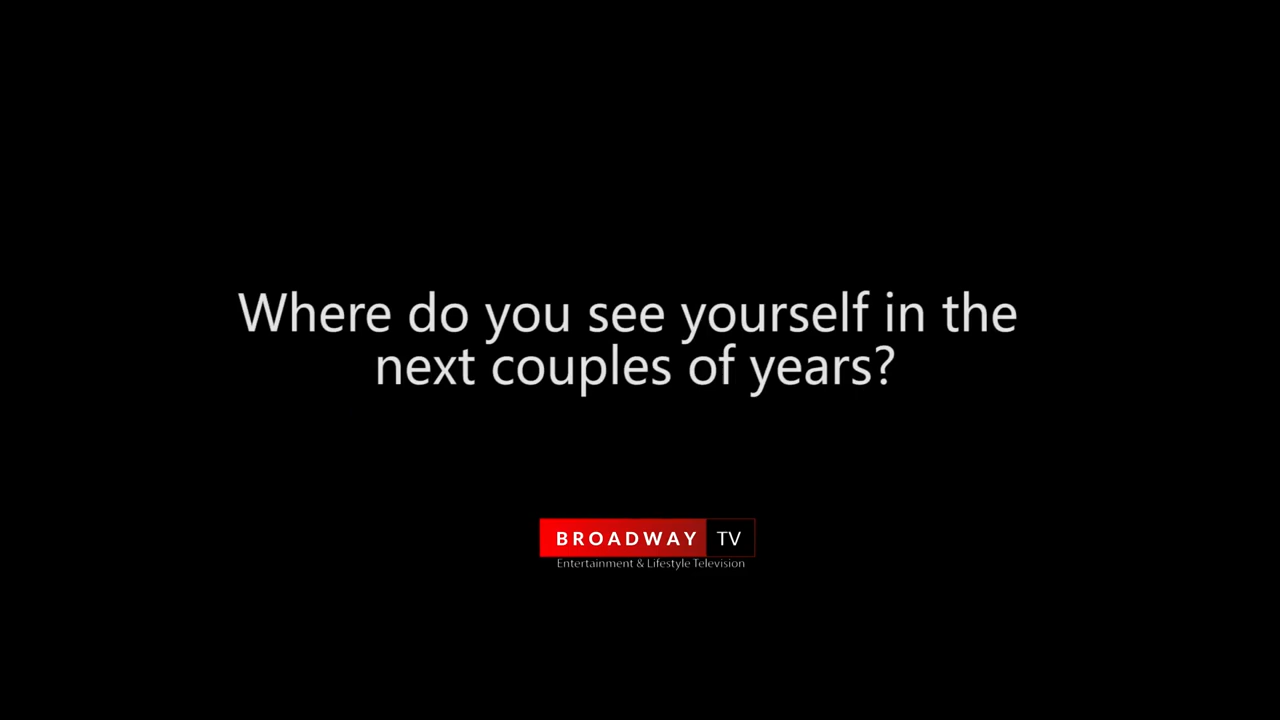 Where do you see yourself in the
next couples of years?
BROADWAY TV
Entertainment & Lifestyle Television